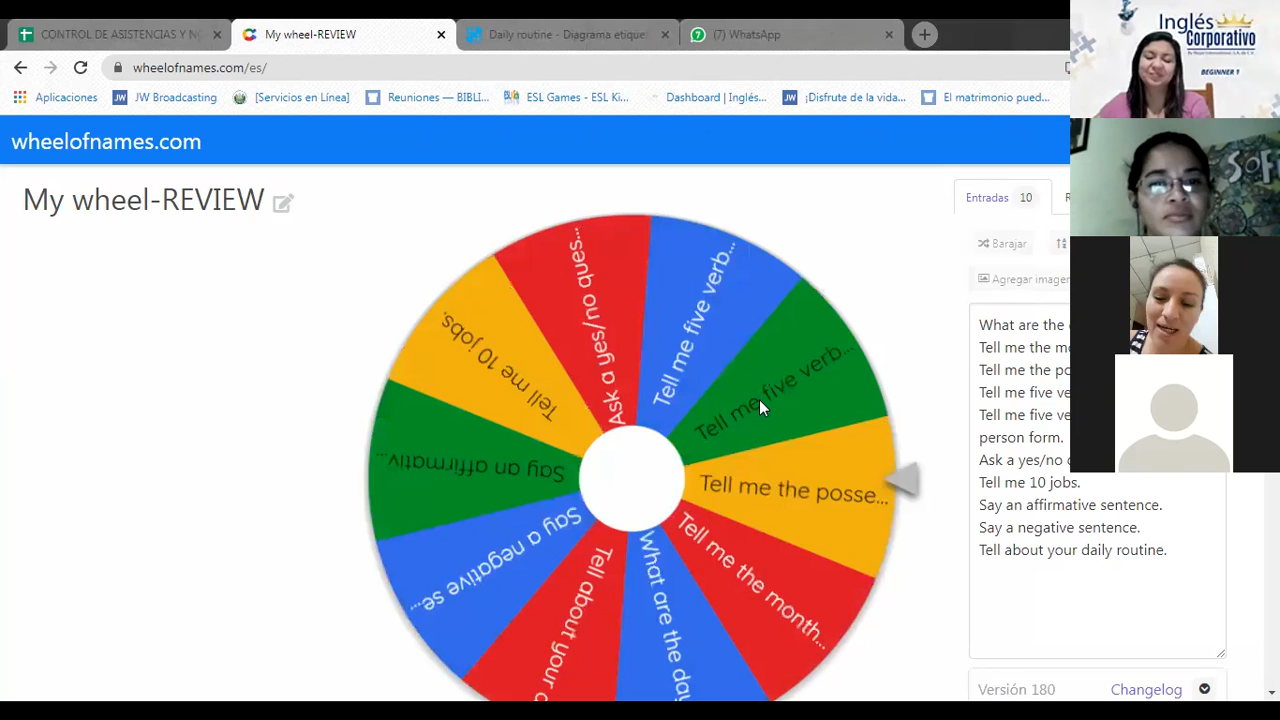 CONTROL DE ASISTENCIAS Y N
My wheel-REVIEW
Daily routine - Diagrama etique
(7) WhatsApp
wheelofnames.com/es/
Aplicaciones
JW Broadcasting
[Servicios en Línea]
Reuniones — BIBLI...
ESL Games - ESL Ki...
Dashboard | Inglés...
¡Disfrute de la vida...
El matrimonio pued...
wheelofnames.com
My wheel-REVIEW
Entradas 10
Barajar
Agregar imagen
What are the
Tell me the mo
Tell me the po
Tell me five ve
Tell me five ve
person form.
Ask a yes/no
Tell me 10 jobs.
Say an affirmative sentence.
Say a negative sentence.
Tell about your daily routine.
Versión 180
Changelog
Ask a yes/no ques...
Tell me five verb...
Tell me five verb...
Tell me the posse...
Tell me the month...
What are the day
Tell about your d
Say a negative se...
Say an affirmativ...
Tell me 10 jobs.
Inglés
Corporativo
BEGINNER 1
SOF